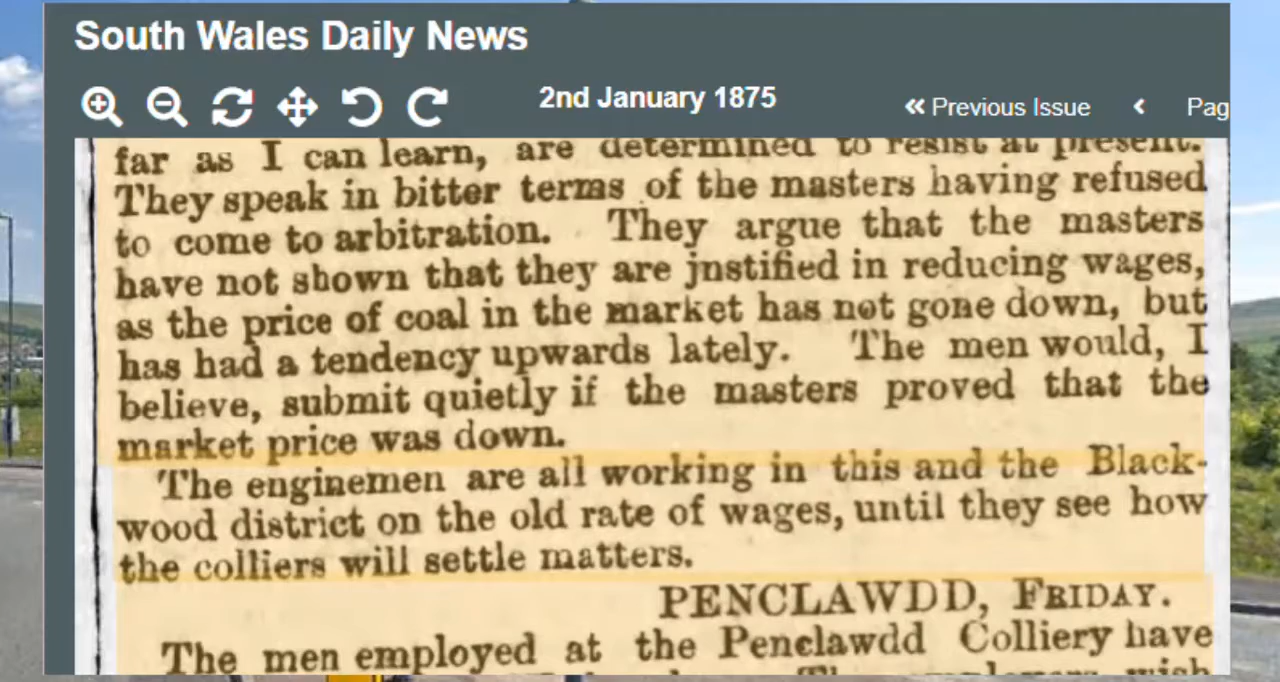 South Wales Daily News
2nd January 1875
Previous Issue
Pag
far as I can learn, are determined to resist at present.
They speak in bitter terms of the masters having refused
to come to arbitration. They argue that the masters
have not shown that they are jnstified in reducing wages,
as the price of coal in the market has not gone down, but
has had a tendency upwards lately. The men would, I
believe, submit quietly if the masters proved that the
market price was down.
The enginemen are all working in this and the Black-
wood district on the old rate of wages, until they see how
the colliers will settle matters.
PENCLAWDD, FRIDAY.
The men employed at the Penclawdd Colliery have